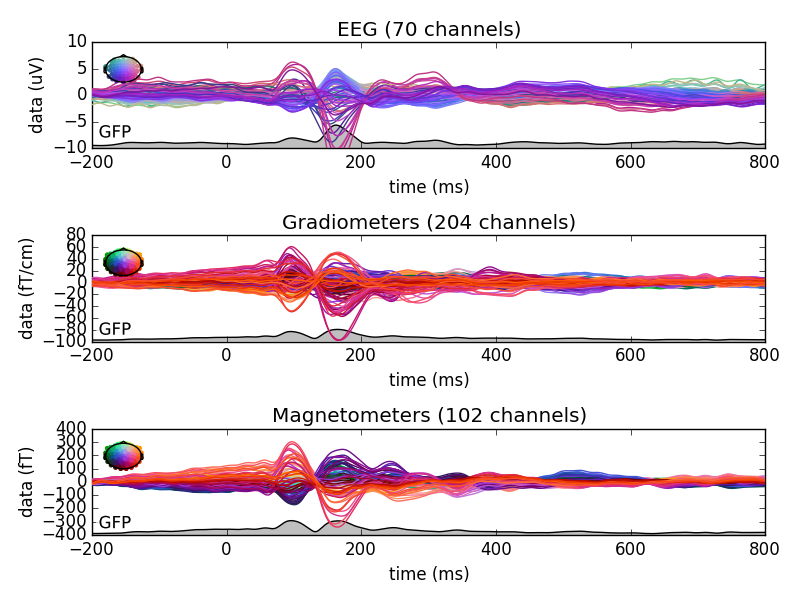 EEG (70 channels)
10
5
0
−5
−10
data (uV)
GFP
−200 0 200 400 600 800
time (ms)
Gradiometers (204 channels)
80
60
40
20
0
−20
−40
−60
−80
−100
data (fT/cm)
GFP
−200 0 200 400 600 800
time (ms)
Magnetometers (102 channels)
400
300
200
100
0
−100
−200
−300
−400
data (fT)
GFP
−200 0 200 400 600 800
time (ms)